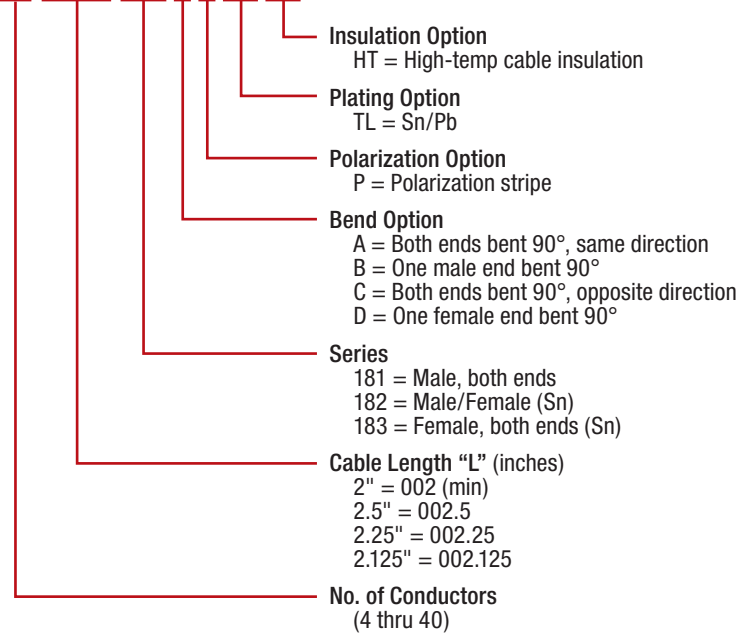 Insulation Option
HT = High-temp cable insulation
Plating Option
TL = Sn/Pb
Polarization Option
P = Polarization stripe
Bend Option
A = Both ends bent 90°, same direction
B = One male end bent 90°
C = Both ends bent 90°, opposite direction
D = One female end bent 90°
Series
181 = Male, both ends
182 = Male/Female (Sn)
183 = Female, both ends (Sn)
Cable Length “L” (inches)
2" = 002 (min)
2.5" = 002.5
2.25" = 002.25
2.125" = 002.125
No. of Conductors
(4 thru 40)